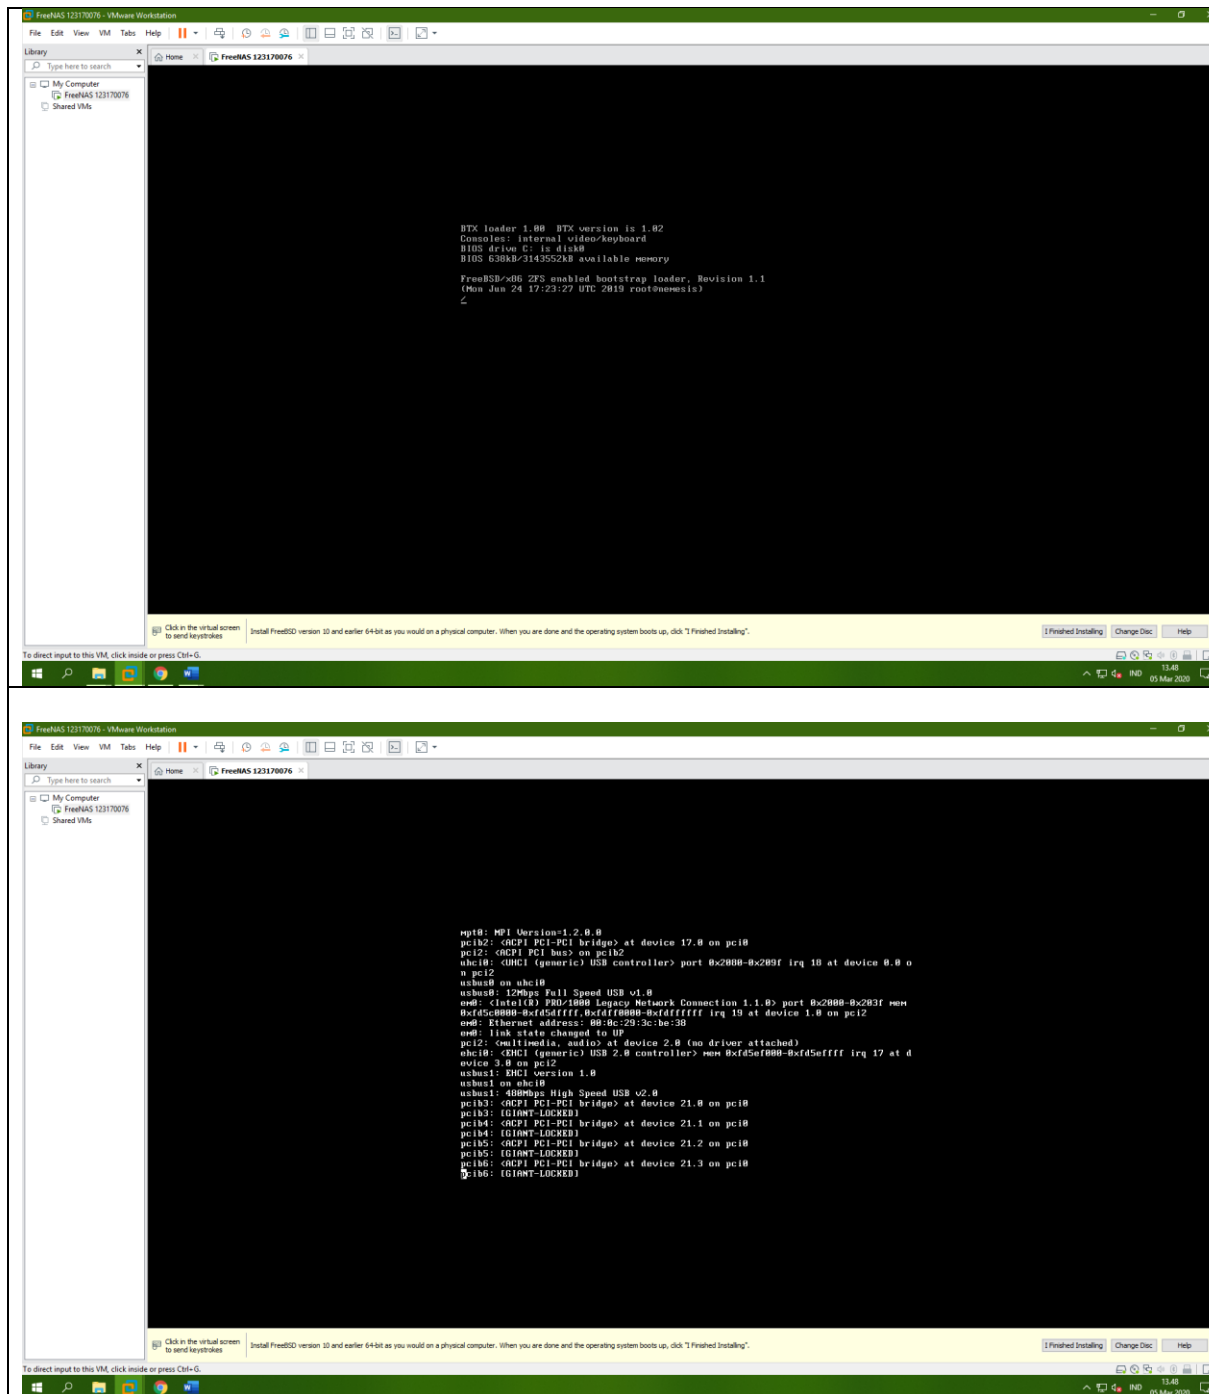 FreeNAS 123170076 - VMware Workstation
File Edit View VM Tabs Help
Library
Type here to search
My Computer
FreeNAS 123170076
Shared VMs
Home
FreeNAS 123170076
BTX loader 1.00 BTX version is 1.02
Consoles: internal video/keyboard
BIOS drive C: is disk0
BIOS 638kB/3143552kB available memory
FreeBSD/x86 ZFS enabled bootstrap loader, Revision 1.1
(Mon Jun 24 17:23:27 UTC 2019 root@nemesis)
/
Click in the virtual screen
to send keystrokes
Install FreeBSD version 10 and earlier 64-bit as you would on a physical computer. When you are done and the operating system boots up, click "I Finished Installing".
I Finished Installing Change Disc Help
To direct input to this VM, click inside or press Ctrl+G.
IND
13.48
05 Mar 2020
FreeNAS 123170076 - VMware Workstation
File Edit View VM Tabs Help
Library
Type here to search
My Computer
FreeNAS 123170076
Shared VMs
Home
FreeNAS 123170076
mpt0: MPI Version=1.2.0.0
pcib2: <ACPI PCI-PCI bridge> at device 17.0 on pci0
pci2: <ACPI PCI bus> on pcib2
uhci0: <UHCI (generic) USB controller> port 0x2080-0x209f irq 18 at device 0.0 o
n pci2
usbus0 on uhci0
usbus0: 12Mbps Full Speed USB v1.0
em0: <Intel(R) PRO/1000 Legacy Network Connection 1.1.0> port 0x2000-0x203f mem
0xfd5c0000-0xfd5dffff,0xfdff0000-0xfdffffff irq 19 at device 1.0 on pci2
em0: Ethernet address: 00:0c:29:3c:be:38
em0: link state changed to UP
pci2: <multimedia, audio> at device 2.0 (no driver attached)
ehci0: <EHCI (generic) USB 2.0 controller> mem 0xfd5ef000-0xfd5effff irq 17 at d
evice 3.0 on pci2
usbus1: EHCI version 1.0
usbus1 on ehci0
usbus1: 480Mbps High Speed USB v2.0
pcib3: <ACPI PCI-PCI bridge> at device 21.0 on pci0
pcib3: [GIANT-LOCKED]
pcib4: <ACPI PCI-PCI bridge> at device 21.1 on pci0
pcib4: [GIANT-LOCKED]
pcib5: <ACPI PCI-PCI bridge> at device 21.2 on pci0
pcib5: [GIANT-LOCKED]
pcib6: <ACPI PCI-PCI bridge> at device 21.3 on pci0
pcib6: [GIANT-LOCKED]
Click in the virtual screen
to send keystrokes
Install FreeBSD version 10 and earlier 64-bit as you would on a physical computer. When you are done and the operating system boots up, click "I Finished Installing".
I Finished Installing Change Disc Help
To direct input to this VM, click inside or press Ctrl+G.
IND
13.48
05 Mar 2020